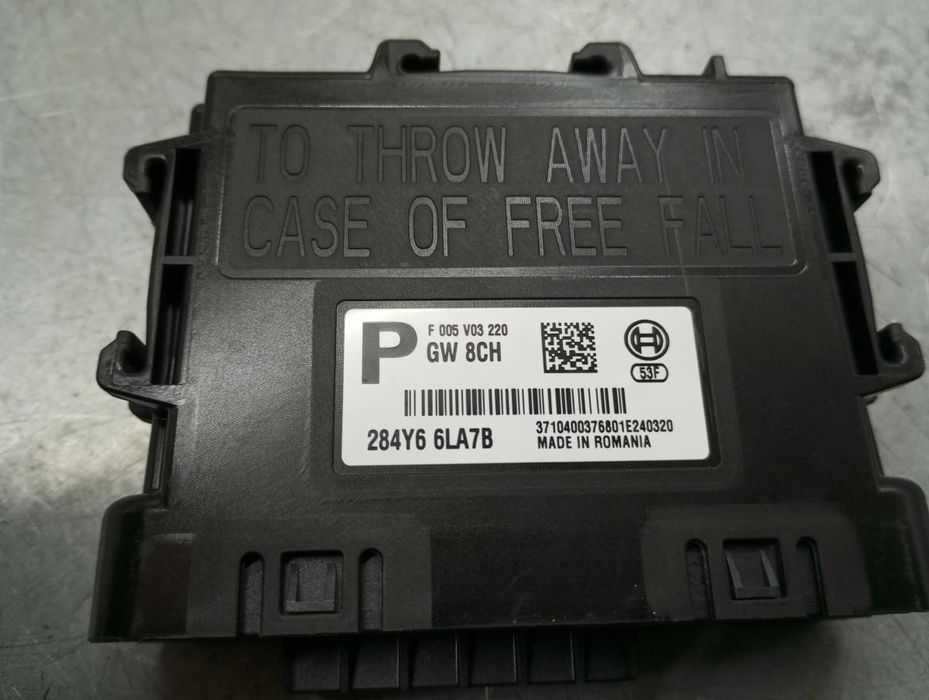 TO THROW AWAY IN
CASE OF FREE FALL
P
F 005 V03 220
GW 8CH
53F
284Y6 6LA7B
3710400376801E240320
MADE IN ROMANIA